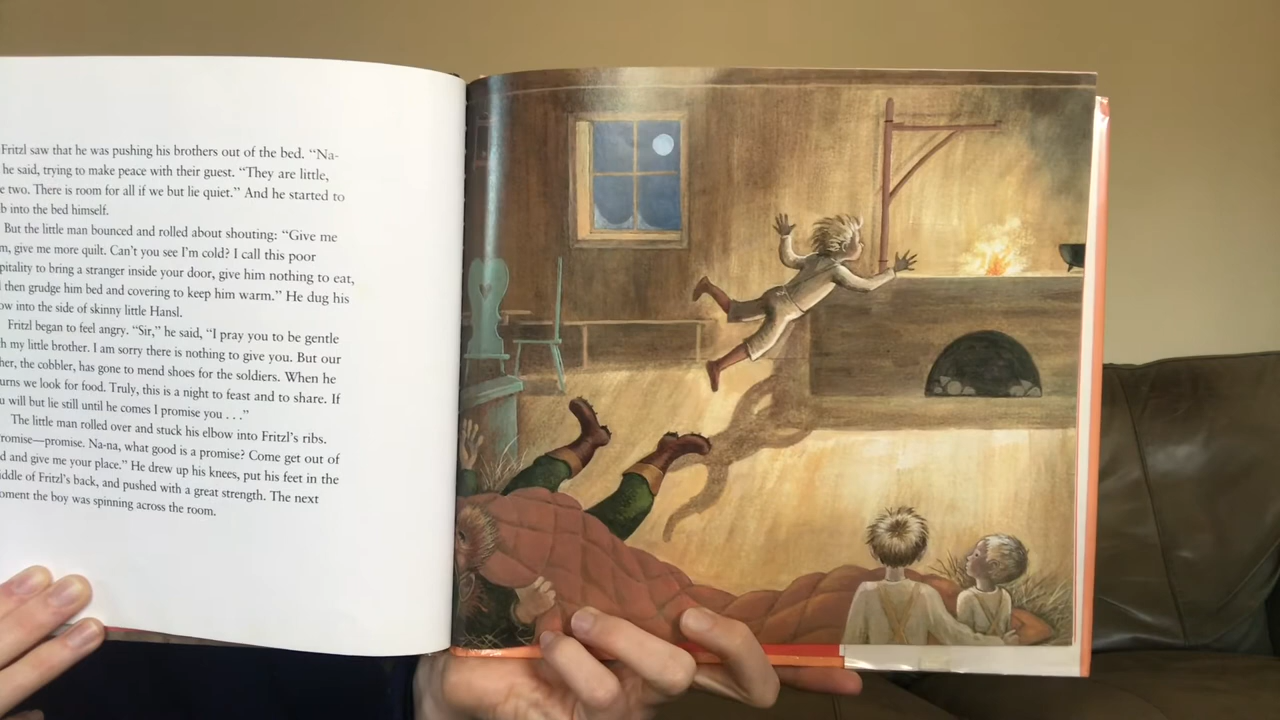 Fritzl saw that he was pushing his brothers out of the bed. “Na-
he said, trying to make peace with their guest. “They are little,
e two. There is room for all if we but lie quiet.” And he started to
b into the bed himself.
But the little man bounced and rolled about shouting: “Give me
m, give me more quilt. Can’t you see I’m cold? I call this poor
pitality to bring a stranger inside your door, give him nothing to eat,
then grudge him bed and covering to keep him warm.” He dug his
ow into the side of skinny little Hansl.
Fritzl began to feel angry. “Sir,” he said, “I pray you to be gentle
h my little brother. I am sorry there is nothing to give you. But our
her, the cobbler, has gone to mend shoes for the soldiers. When he
urns we look for food. Truly, this is a night to feast and to share. If
u will but lie still until he comes I promise you . . .”
The little man rolled over and stuck his elbow into Fritzl’s ribs.
romise—promise. Na-na, what good is a promise? Come get out of
d and give me your place.” He drew up his knees, put his feet in the
iddle of Fritzl’s back, and pushed with a great strength. The next
oment the boy was spinning across the room.